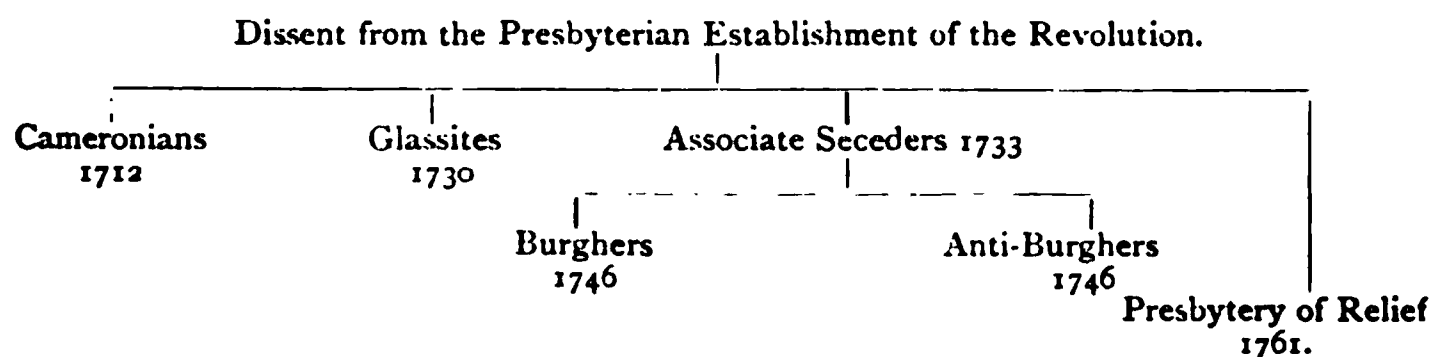 Dissent from the Presbyterian Establishment of the Revolution.
Cameronians
1712
Glassites
1730
Associate Seceders 1733
Burghers
1746
Anti-Burghers
1746
Presbytery of Relief
1761.